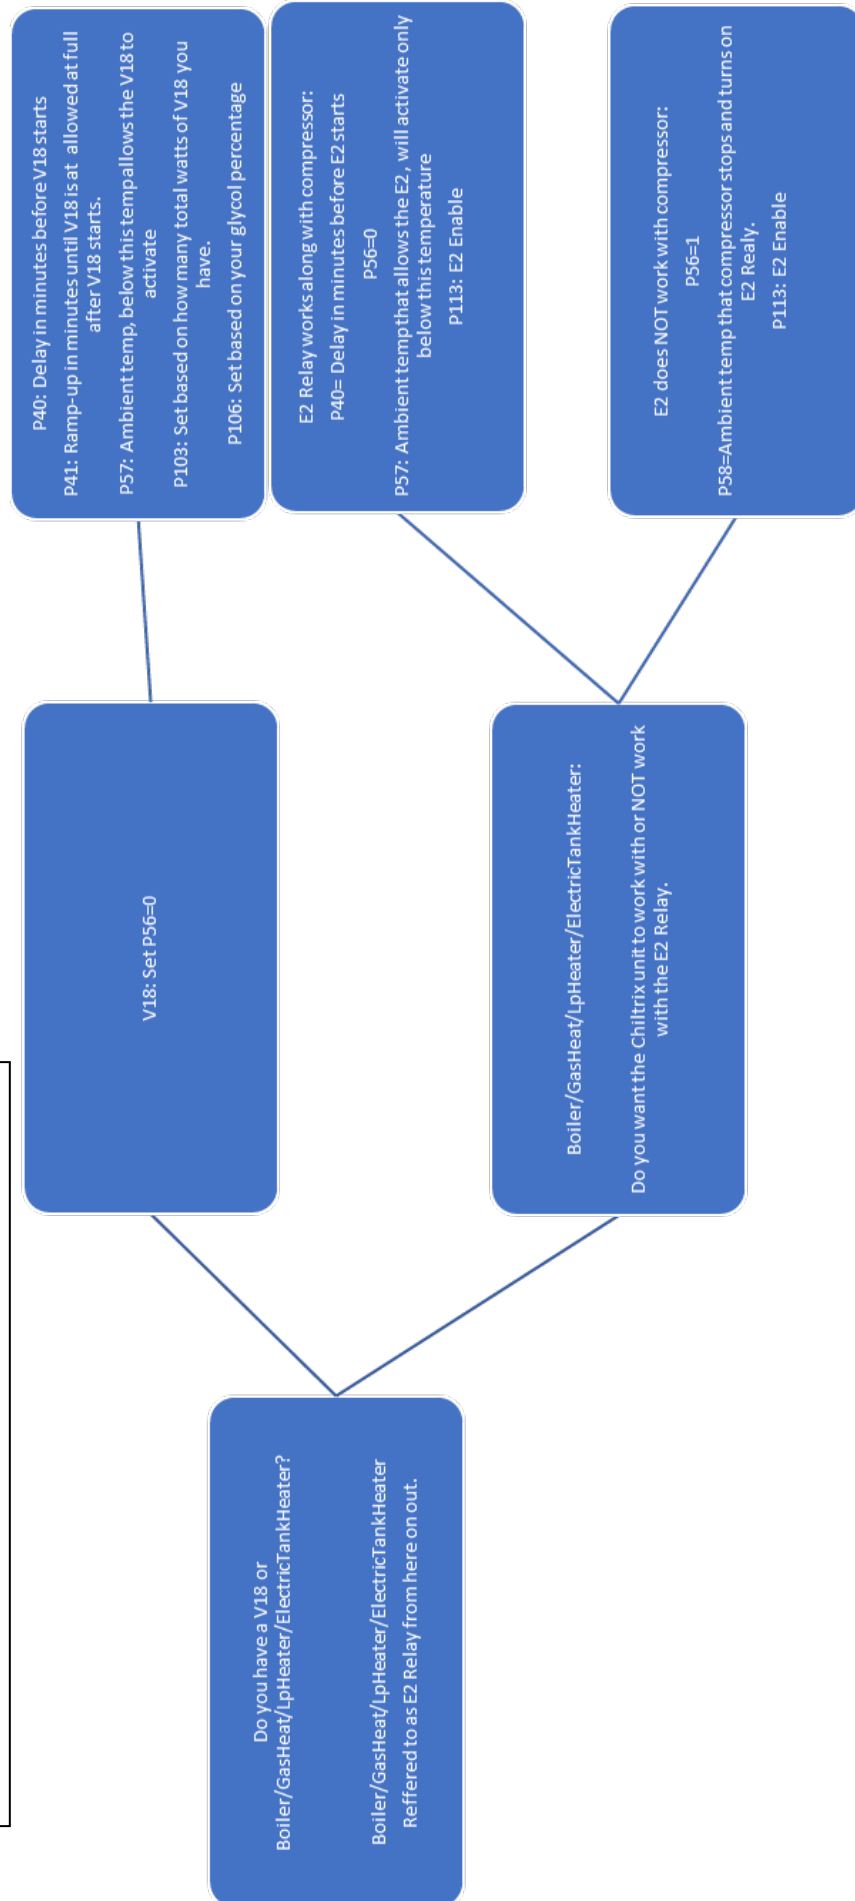 Do you have a V18 or
Boiler/GasHeat/LpHeater/ElectricTankHeater?
Boiler/GasHeat/LpHeater/ElectricTankHeater
Reffered to as E2 Relay from here on out.
V18: Set P56=0
Boiler/GasHeat/LpHeater/ElectricTankHeater:
Do you want the Chiltrix unit to work with or NOT work
with the E2 Relay.
P40: Delay in minutes before V18 starts
P41: Ramp-up in minutes until V18 is at allowed at full
after V18 starts.
P57: Ambient temp, below this temp allows the V18 to
activate
P103: Set based on how many total watts of V18 you
have.
P106: Set based on your glycol percentage
E2 Relay works along with compressor:
P40= Delay in minutes before E2 starts
P56=0
P57: Ambient temp that allows the E2, will activate only
below this temperature
P113: E2 Enable
E2 does NOT work with compressor:
P56=1
P58=Ambient temp that compressor stops and turns on
E2 Realy.
P113: E2 Enable